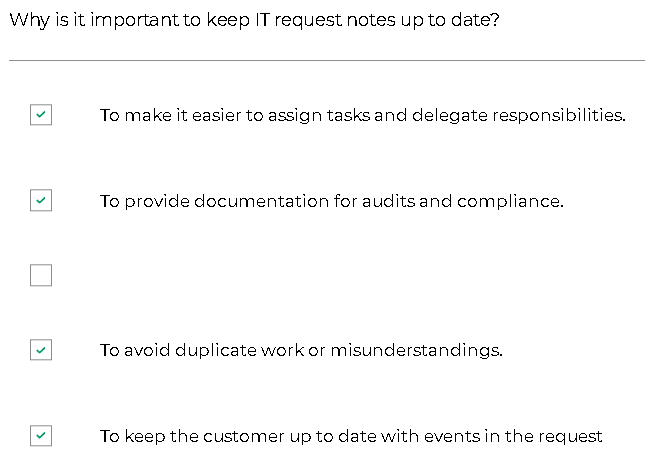 Why is it important to keep IT request notes up to date?
To make it easier to assign tasks and delegate responsibilities.
To provide documentation for audits and compliance.
To avoid duplicate work or misunderstandings.
To keep the customer up to date with events in the request